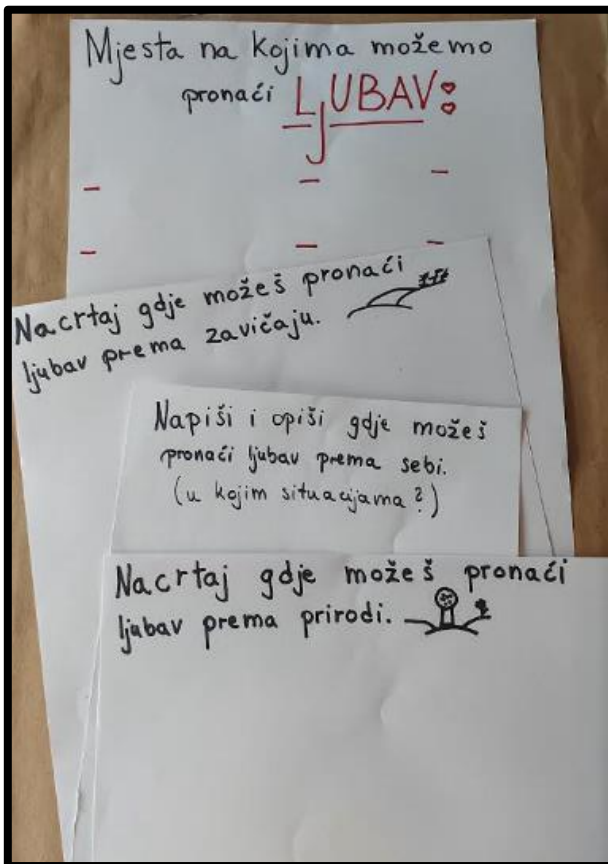 Mjesta na kojima možemo
pronaći LJUBAV:
-
-
-
-
-
-
Nacrtaj gdje možeš pronaći
ljubav prema zavičaju.
Napiši i opiši gdje možeš
pronaći ljubav prema sebi.
(u kojim situacijama?)
Nacrtaj gdje možeš pronaći
ljubav prema prirodi.